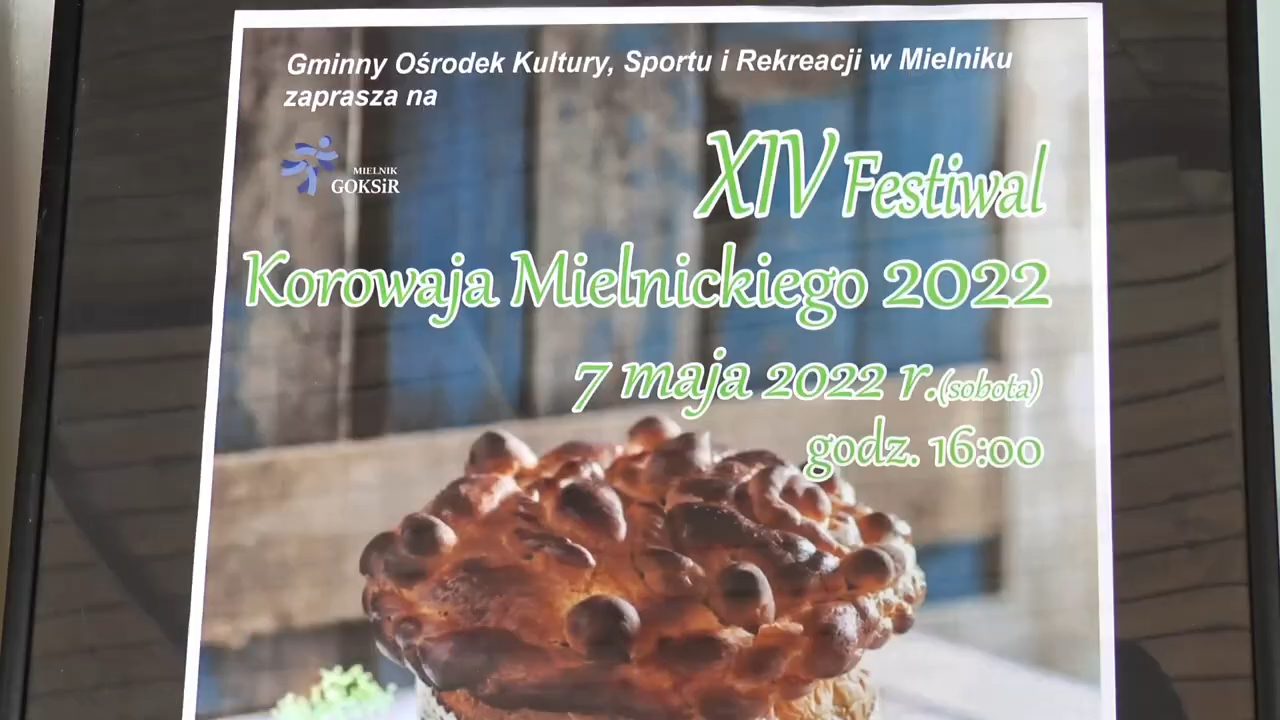 Gminny Ośrodek Kultury, Sportu i Rekreacji w Mielniku
zaprasza na
MIELNIK
GOKSiR
XIV Festiwal
Korowaja Mielnickiego 2022
7 maja 2022 r.(sobota)
godz. 16:00